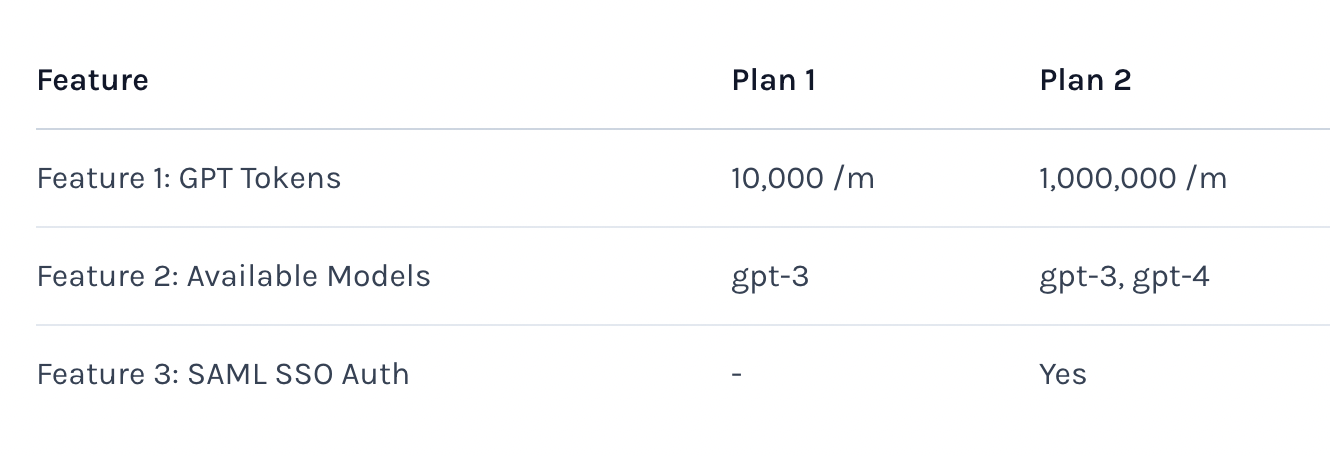 Feature Plan 1 Plan 2
Feature 1: GPT Tokens 10,000 /m 1,000,000 /m
Feature 2: Available Models gpt-3 gpt-3, gpt-4
Feature 3: SAML SSO Auth - Yes